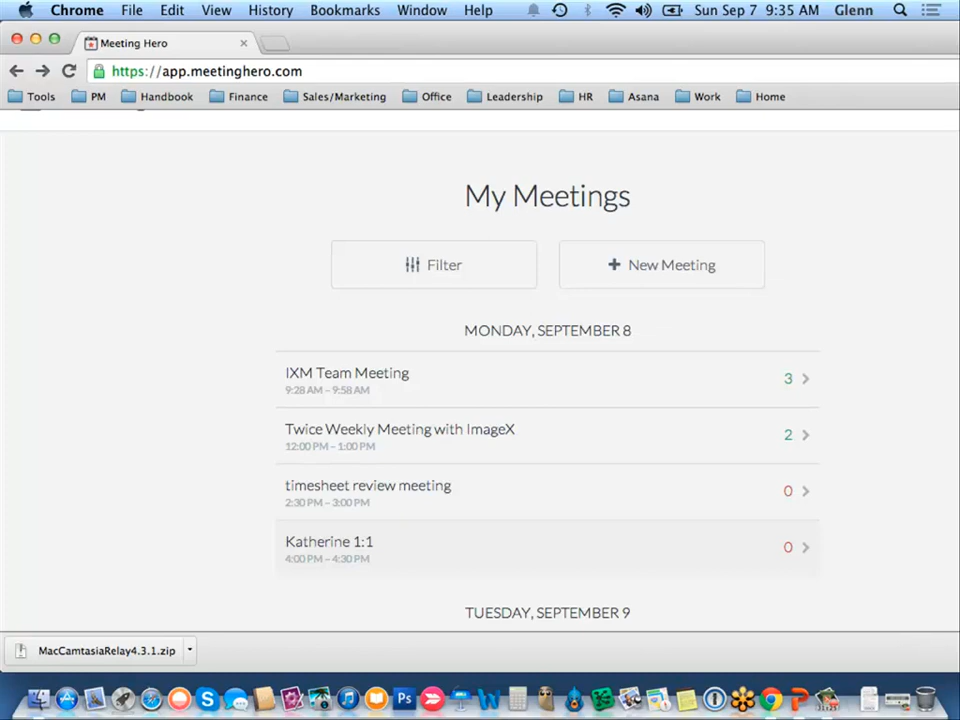 Chrome File Edit View History Bookmarks Window Help Sun Sep 7 9:35 AM Glenn
Meeting Hero
https://app.meetinghero.com
Tools PM Handbook Finance Sales/Marketing Office Leadership HR Asana Work Home
My Meetings
Filter + New Meeting
MONDAY, SEPTEMBER 8
IXM Team Meeting
9:28 AM – 9:58 AM
3
Twice Weekly Meeting with ImageX
12:00 PM – 1:00 PM
2
timesheet review meeting
2:30 PM – 3:00 PM
0
Katherine 1:1
4:00 PM – 4:30 PM
0
TUESDAY, SEPTEMBER 9
MacCamtasiaRelay4.3.1.zip